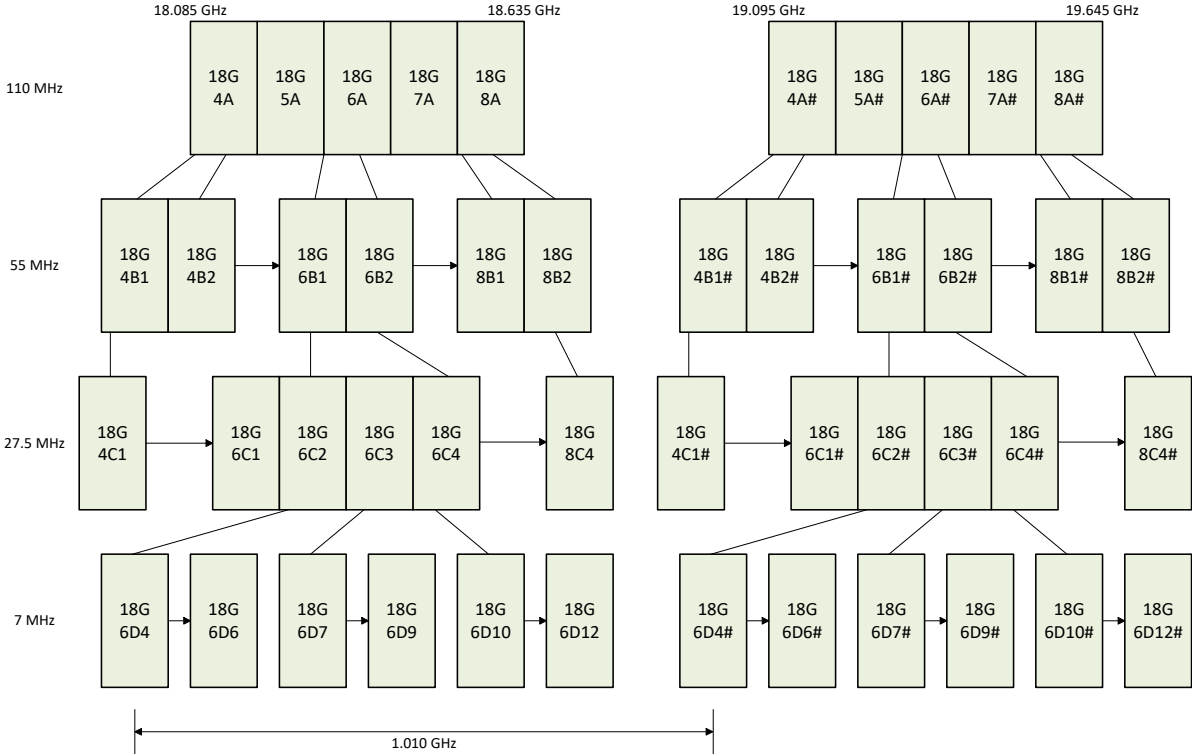 18.085 GHz 18.635 GHz 19.095 GHz 19.645 GHz
110 MHz
18G 18G 18G 18G 18G 18G 18G 18G 18G 18G
4A 5A 6A 7A 8A 4A# 5A# 6A# 7A# 8A#
55 MHz
18G 18G 18G 18G 18G 18G 18G 18G 18G 18G 18G 18G
4B1 4B2 6B1 6B2 8B1 8B2 4B1# 4B2# 6B1# 6B2# 8B1# 8B2#
27.5 MHz
18G 18G 18G 18G 18G 18G 18G 18G 18G 18G 18G 18G
4C1 6C1 6C2 6C3 6C4 8C4 4C1# 6C1# 6C2# 6C3# 6C4# 8C4#
7 MHz
18G 18G 18G 18G 18G 18G 18G 18G 18G 18G 18G 18G
6D4 6D6 6D7 6D9 6D10 6D12 6D4# 6D6# 6D7# 6D9# 6D10# 6D12#
1.010 GHz